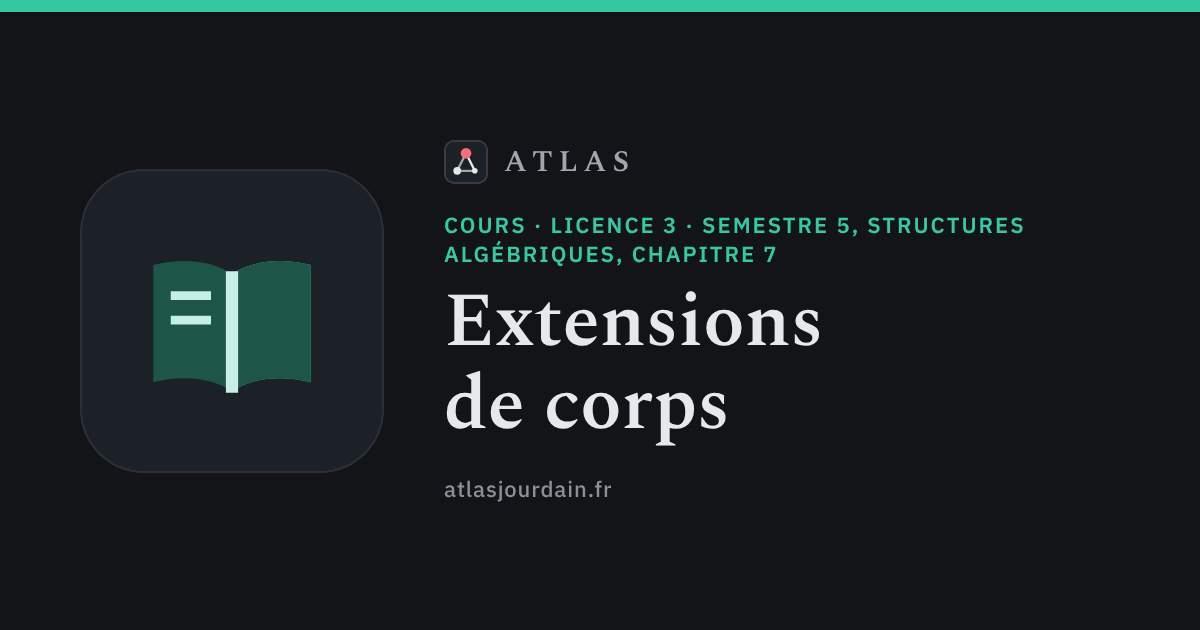 ATLAS
COURS · LICENCE 3 · SEMESTRE 5, STRUCTURES
ALGÉBRIQUES, CHAPITRE 7
Extensions
de corps
atlasjourdain.fr